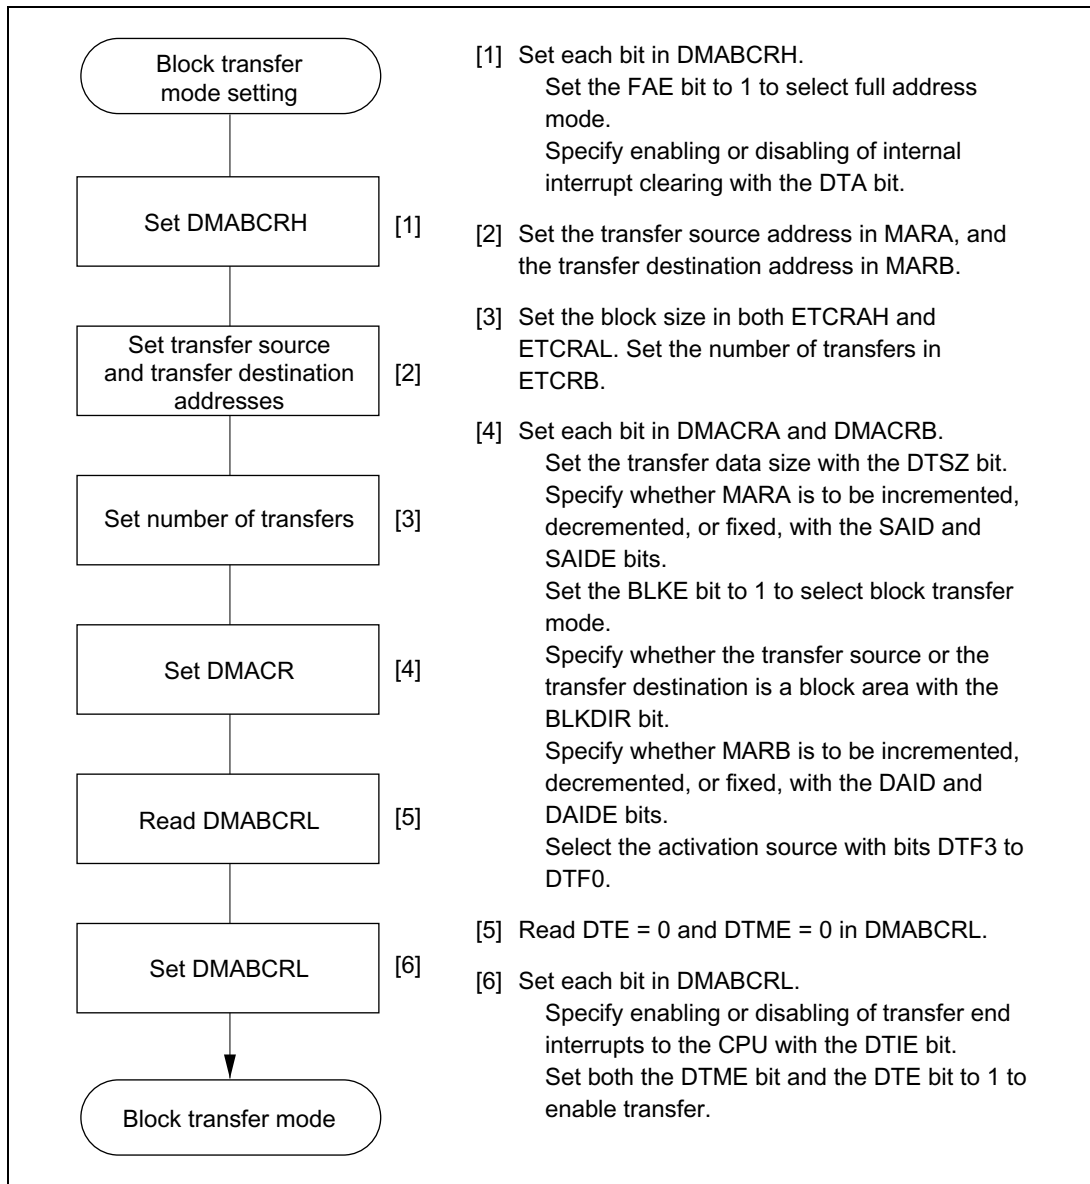 Block transfer
mode setting
Set DMABCRH
[1]
Set transfer source
and transfer destination
addresses
[2]
Set number of transfers
[3]
Set DMACR
[4]
Read DMABCRL
[5]
Set DMABCRL
[6]
Block transfer mode
[1] Set each bit in DMABCRH.
Set the FAE bit to 1 to select full address
mode.
Specify enabling or disabling of internal
interrupt clearing with the DTA bit.
[2] Set the transfer source address in MARA, and
the transfer destination address in MARB.
[3] Set the block size in both ETCRAH and
ETCRAL. Set the number of transfers in
ETCRB.
[4] Set each bit in DMACRA and DMACRB.
Set the transfer data size with the DTSZ bit.
Specify whether MARA is to be incremented,
decremented, or fixed, with the SAID and
SAIDE bits.
Set the BLKE bit to 1 to select block transfer
mode.
Specify whether the transfer source or the
transfer destination is a block area with the
BLKDIR bit.
Specify whether MARB is to be incremented,
decremented, or fixed, with the DAID and
DAIDE bits.
Select the activation source with bits DTF3 to
DTF0.
[5] Read DTE = 0 and DTME = 0 in DMABCRL.
[6] Set each bit in DMABCRL.
Specify enabling or disabling of transfer end
interrupts to the CPU with the DTIE bit.
Set both the DTME bit and the DTE bit to 1 to
enable transfer.